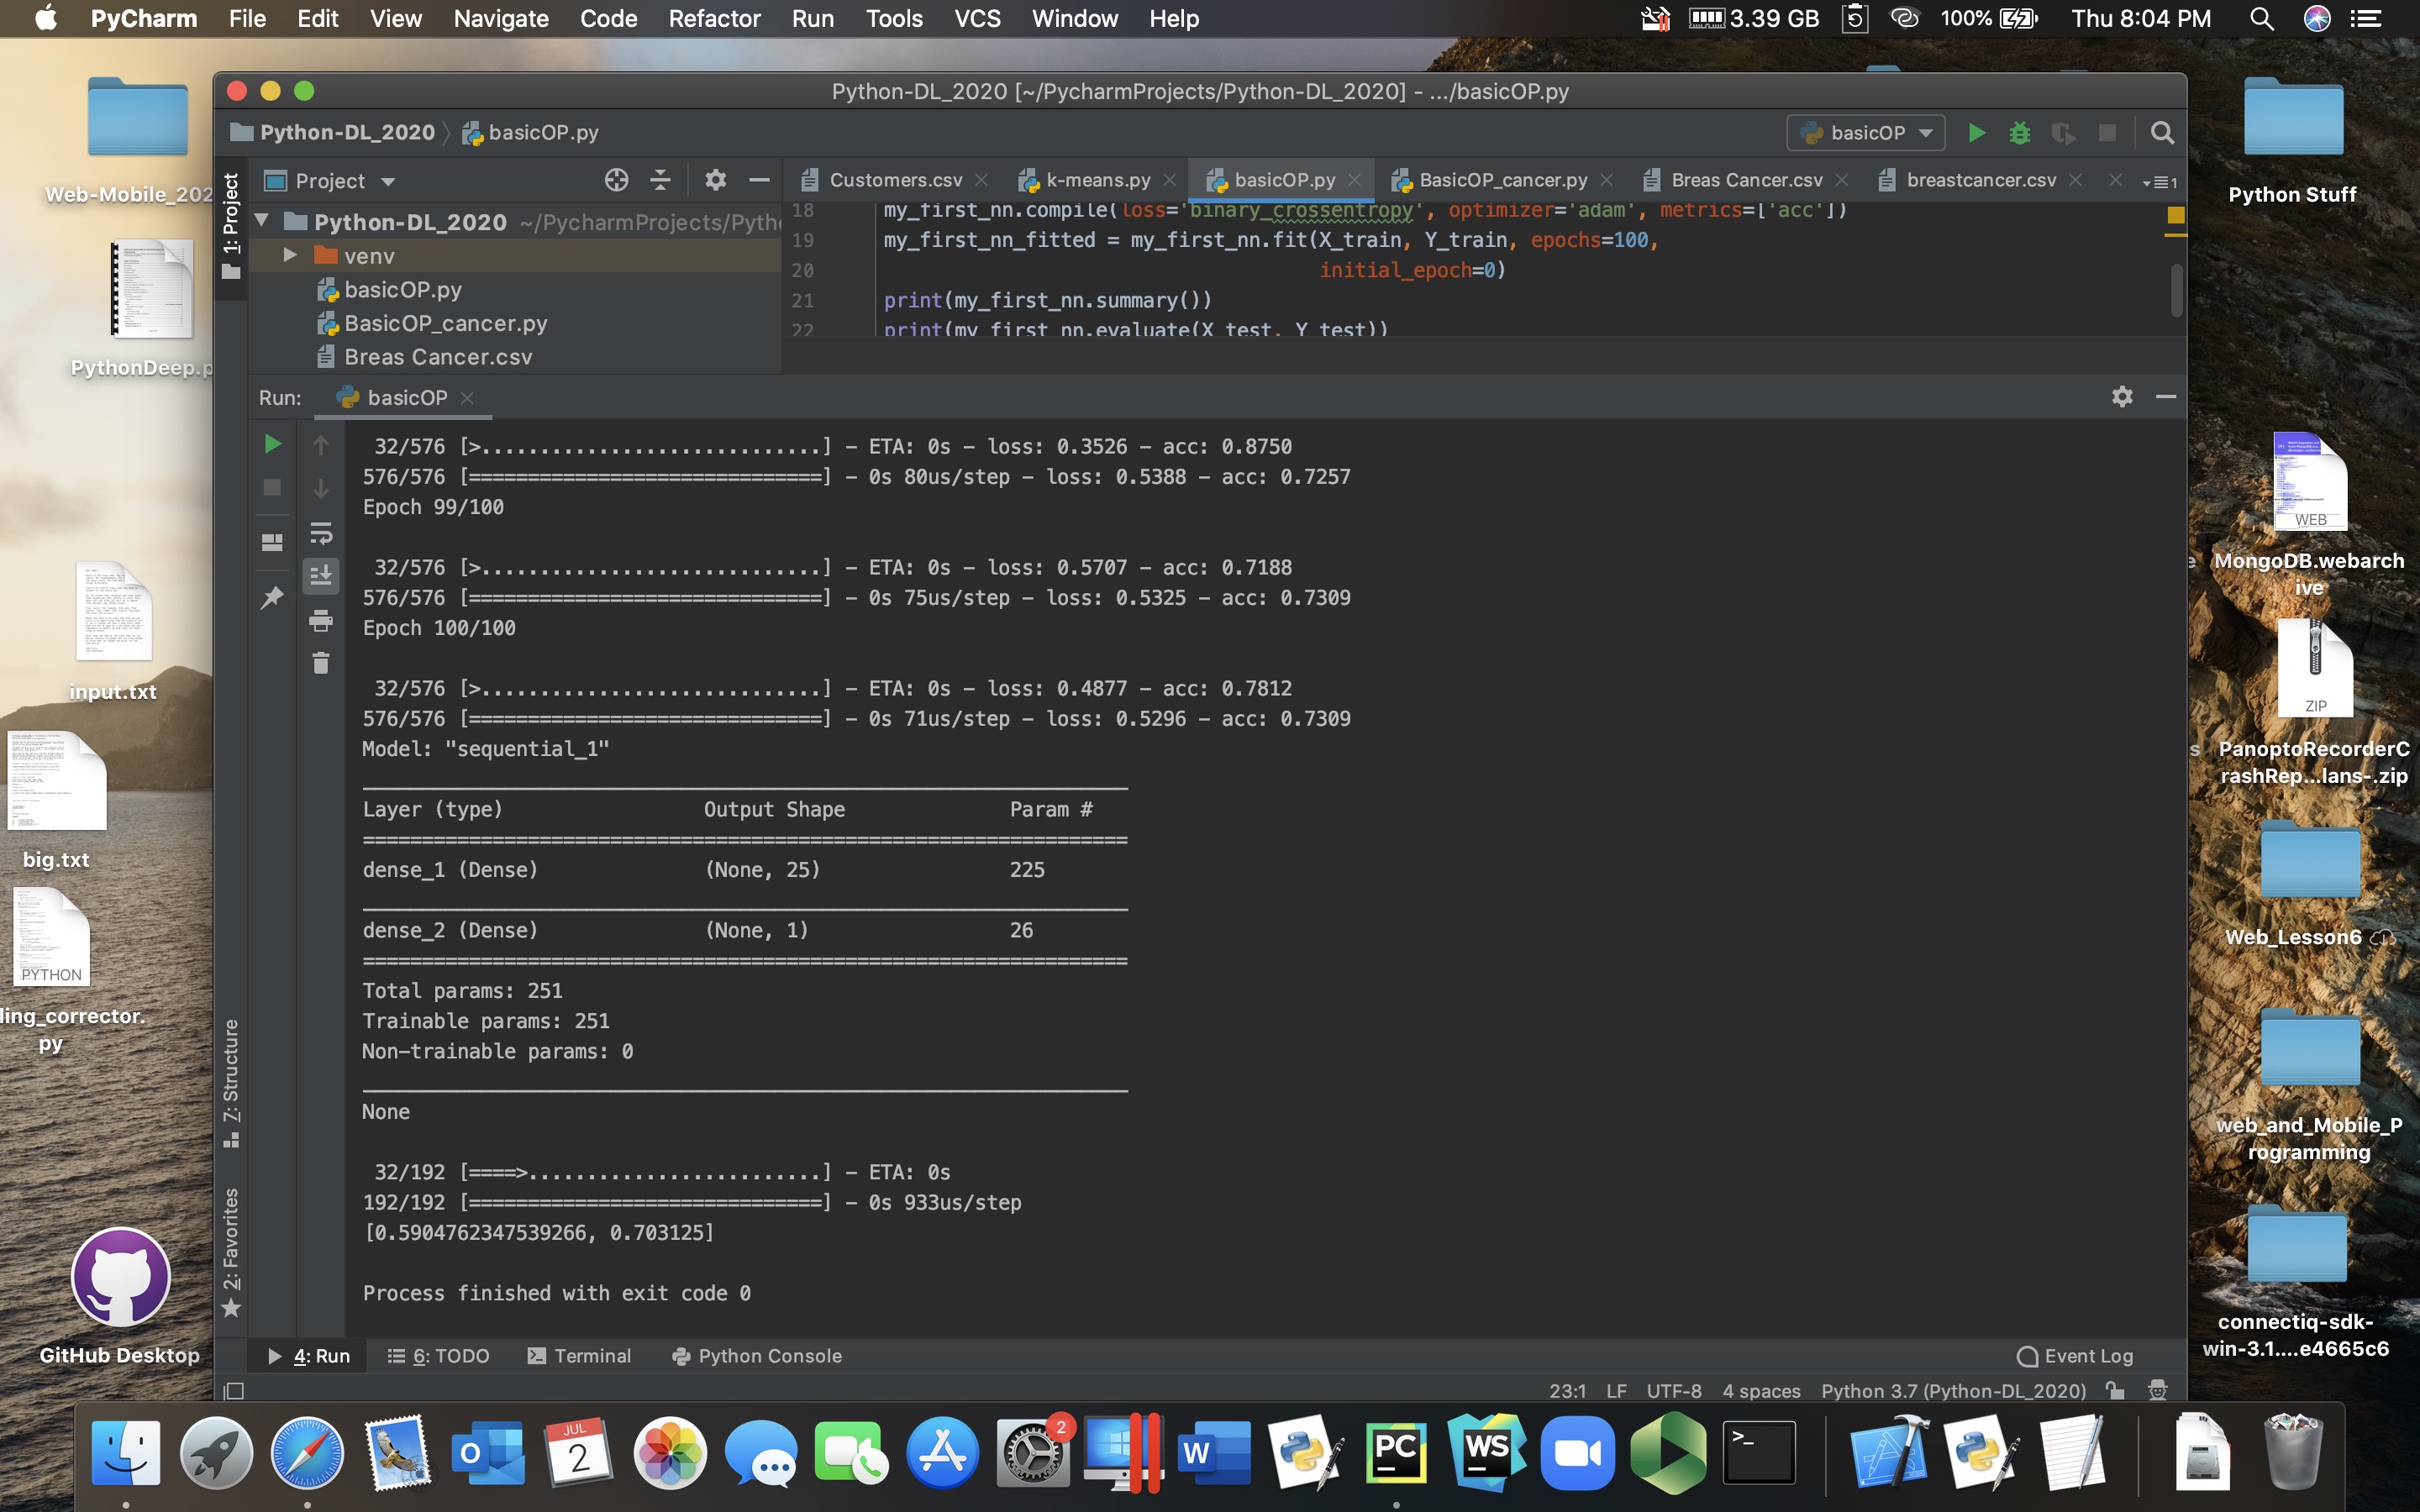 PyCharm File Edit View Navigate Code Refactor Run Tools VCS Window Help 3.39 GB 100% Thu 8:04 PM
Python-DL_2020 [~/PycharmProjects/Python-DL_2020] - .../basicOP.py
Python-DL_2020 basicOP.py basicOP
1: Project
Project
Customers.csv k-means.py basicOP.py BasicOP_cancer.py Breas Cancer.csv breastcancer.csv 1
Python-DL_2020 ~/PycharmProjects/Pyth
venv
basicOP.py
BasicOP_cancer.py
Breas Cancer.csv
18 my_first_nn.compile(loss='binary_crossentropy', optimizer='adam', metrics=['acc'])
19 my_first_nn_fitted = my_first_nn.fit(X_train, Y_train, epochs=100,
20 initial_epoch=0)
21 print(my_first_nn.summary())
22 print(my_first_nn.evaluate(X_test, Y_test))
Run: basicOP
32/576 [>.............................] - ETA: 0s - loss: 0.3526 - acc: 0.8750
576/576 [==============================] - 0s 80us/step - loss: 0.5388 - acc: 0.7257
Epoch 99/100
32/576 [>.............................] - ETA: 0s - loss: 0.5707 - acc: 0.7188
576/576 [==============================] - 0s 75us/step - loss: 0.5325 - acc: 0.7309
Epoch 100/100
32/576 [>.............................] - ETA: 0s - loss: 0.4877 - acc: 0.7812
576/576 [==============================] - 0s 71us/step - loss: 0.5296 - acc: 0.7309
Model: "sequential_1"
_________________________________________________________________
Layer (type) Output Shape Param #
=================================================================
dense_1 (Dense) (None, 25) 225
_________________________________________________________________
dense_2 (Dense) (None, 1) 26
=================================================================
Total params: 251
Trainable params: 251
Non-trainable params: 0
_________________________________________________________________
None
32/192 [====>.........................] - ETA: 0s
192/192 [==============================] - 0s 933us/step
[0.5904762347539266, 0.703125]
Process finished with exit code 0
7: Structure
2: Favorites
4: Run 6: TODO Terminal Python Console Event Log
23:1 LF UTF-8 4 spaces Python 3.7 (Python-DL_2020)
Web-Mobile_202
PythonDeep.p
input.txt
big.txt
PYTHON
ling_corrector.
py
GitHub Desktop
Python Stuff
WEB
MongoDB.webarch
ive
ZIP
PanoptoRecorderC
rashRep...lans-.zip
Web_Lesson6
web_and_Mobile_P
rogramming
connectiq-sdk-
win-3.1....e4665c6
e
s
JUL
2
2
O
W
PC
WS
>_